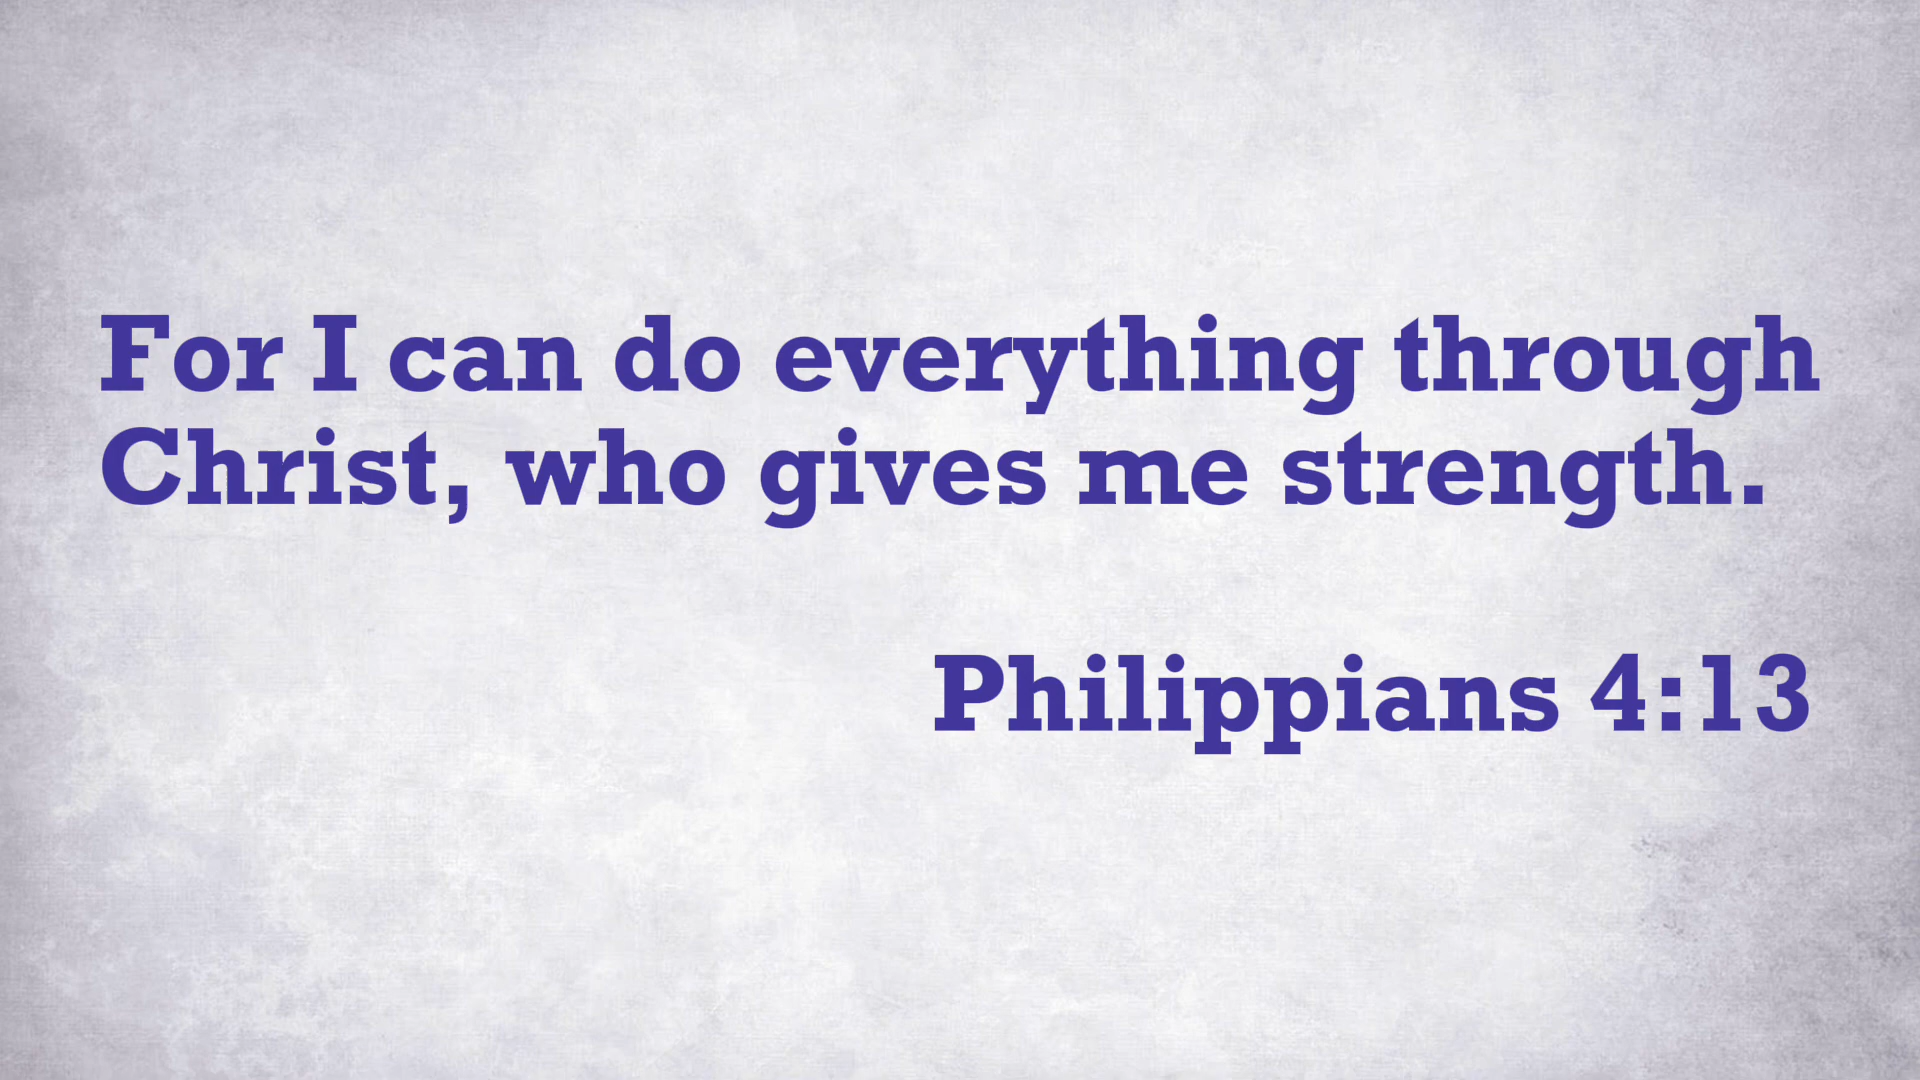 For I can do everything through
Christ, who gives me strength.
Philippians 4:13